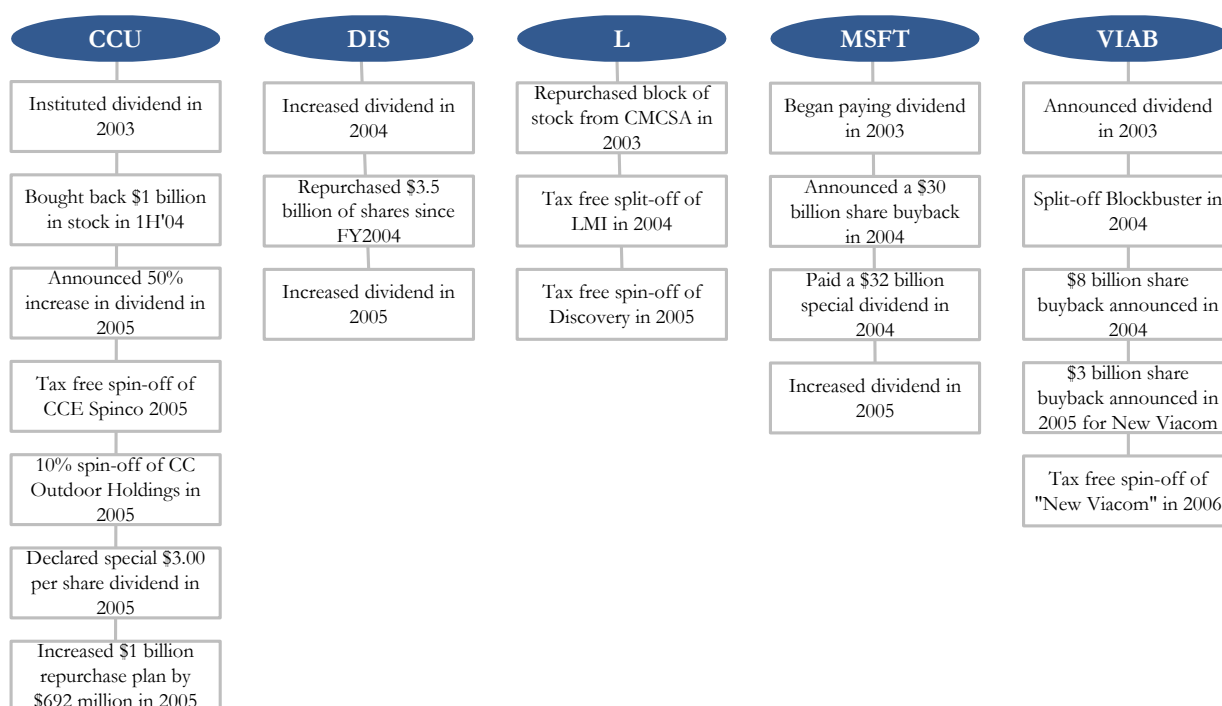 CCU
Instituted dividend in
2003
Bought back $1 billion
in stock in 1H'04
Announced 50%
increase in dividend in
2005
Tax free spin-off of
CCE Spinco 2005
10% spin-off of CC
Outdoor Holdings in
2005
Declared special $3.00
per share dividend in
2005
Increased $1 billion
repurchase plan by
$692 million in 2005
DIS
Increased dividend in
2004
Repurchased $3.5
billion of shares since
FY2004
Increased dividend in
2005
L
Repurchased block of
stock from CMCSA in
2003
Tax free split-off of
LMI in 2004
Tax free spin-off of
Discovery in 2005
MSFT
Began paying dividend
in 2003
Announced a $30
billion share buyback
in 2004
Paid a $32 billion
special dividend in
2004
Increased dividend in
2005
VIAB
Announced dividend
in 2003
Split-off Blockbuster in
2004
$8 billion share
buyback announced in
2004
$3 billion share
buyback announced in
2005 for New Viacom
Tax free spin-off of
"New Viacom" in 2006